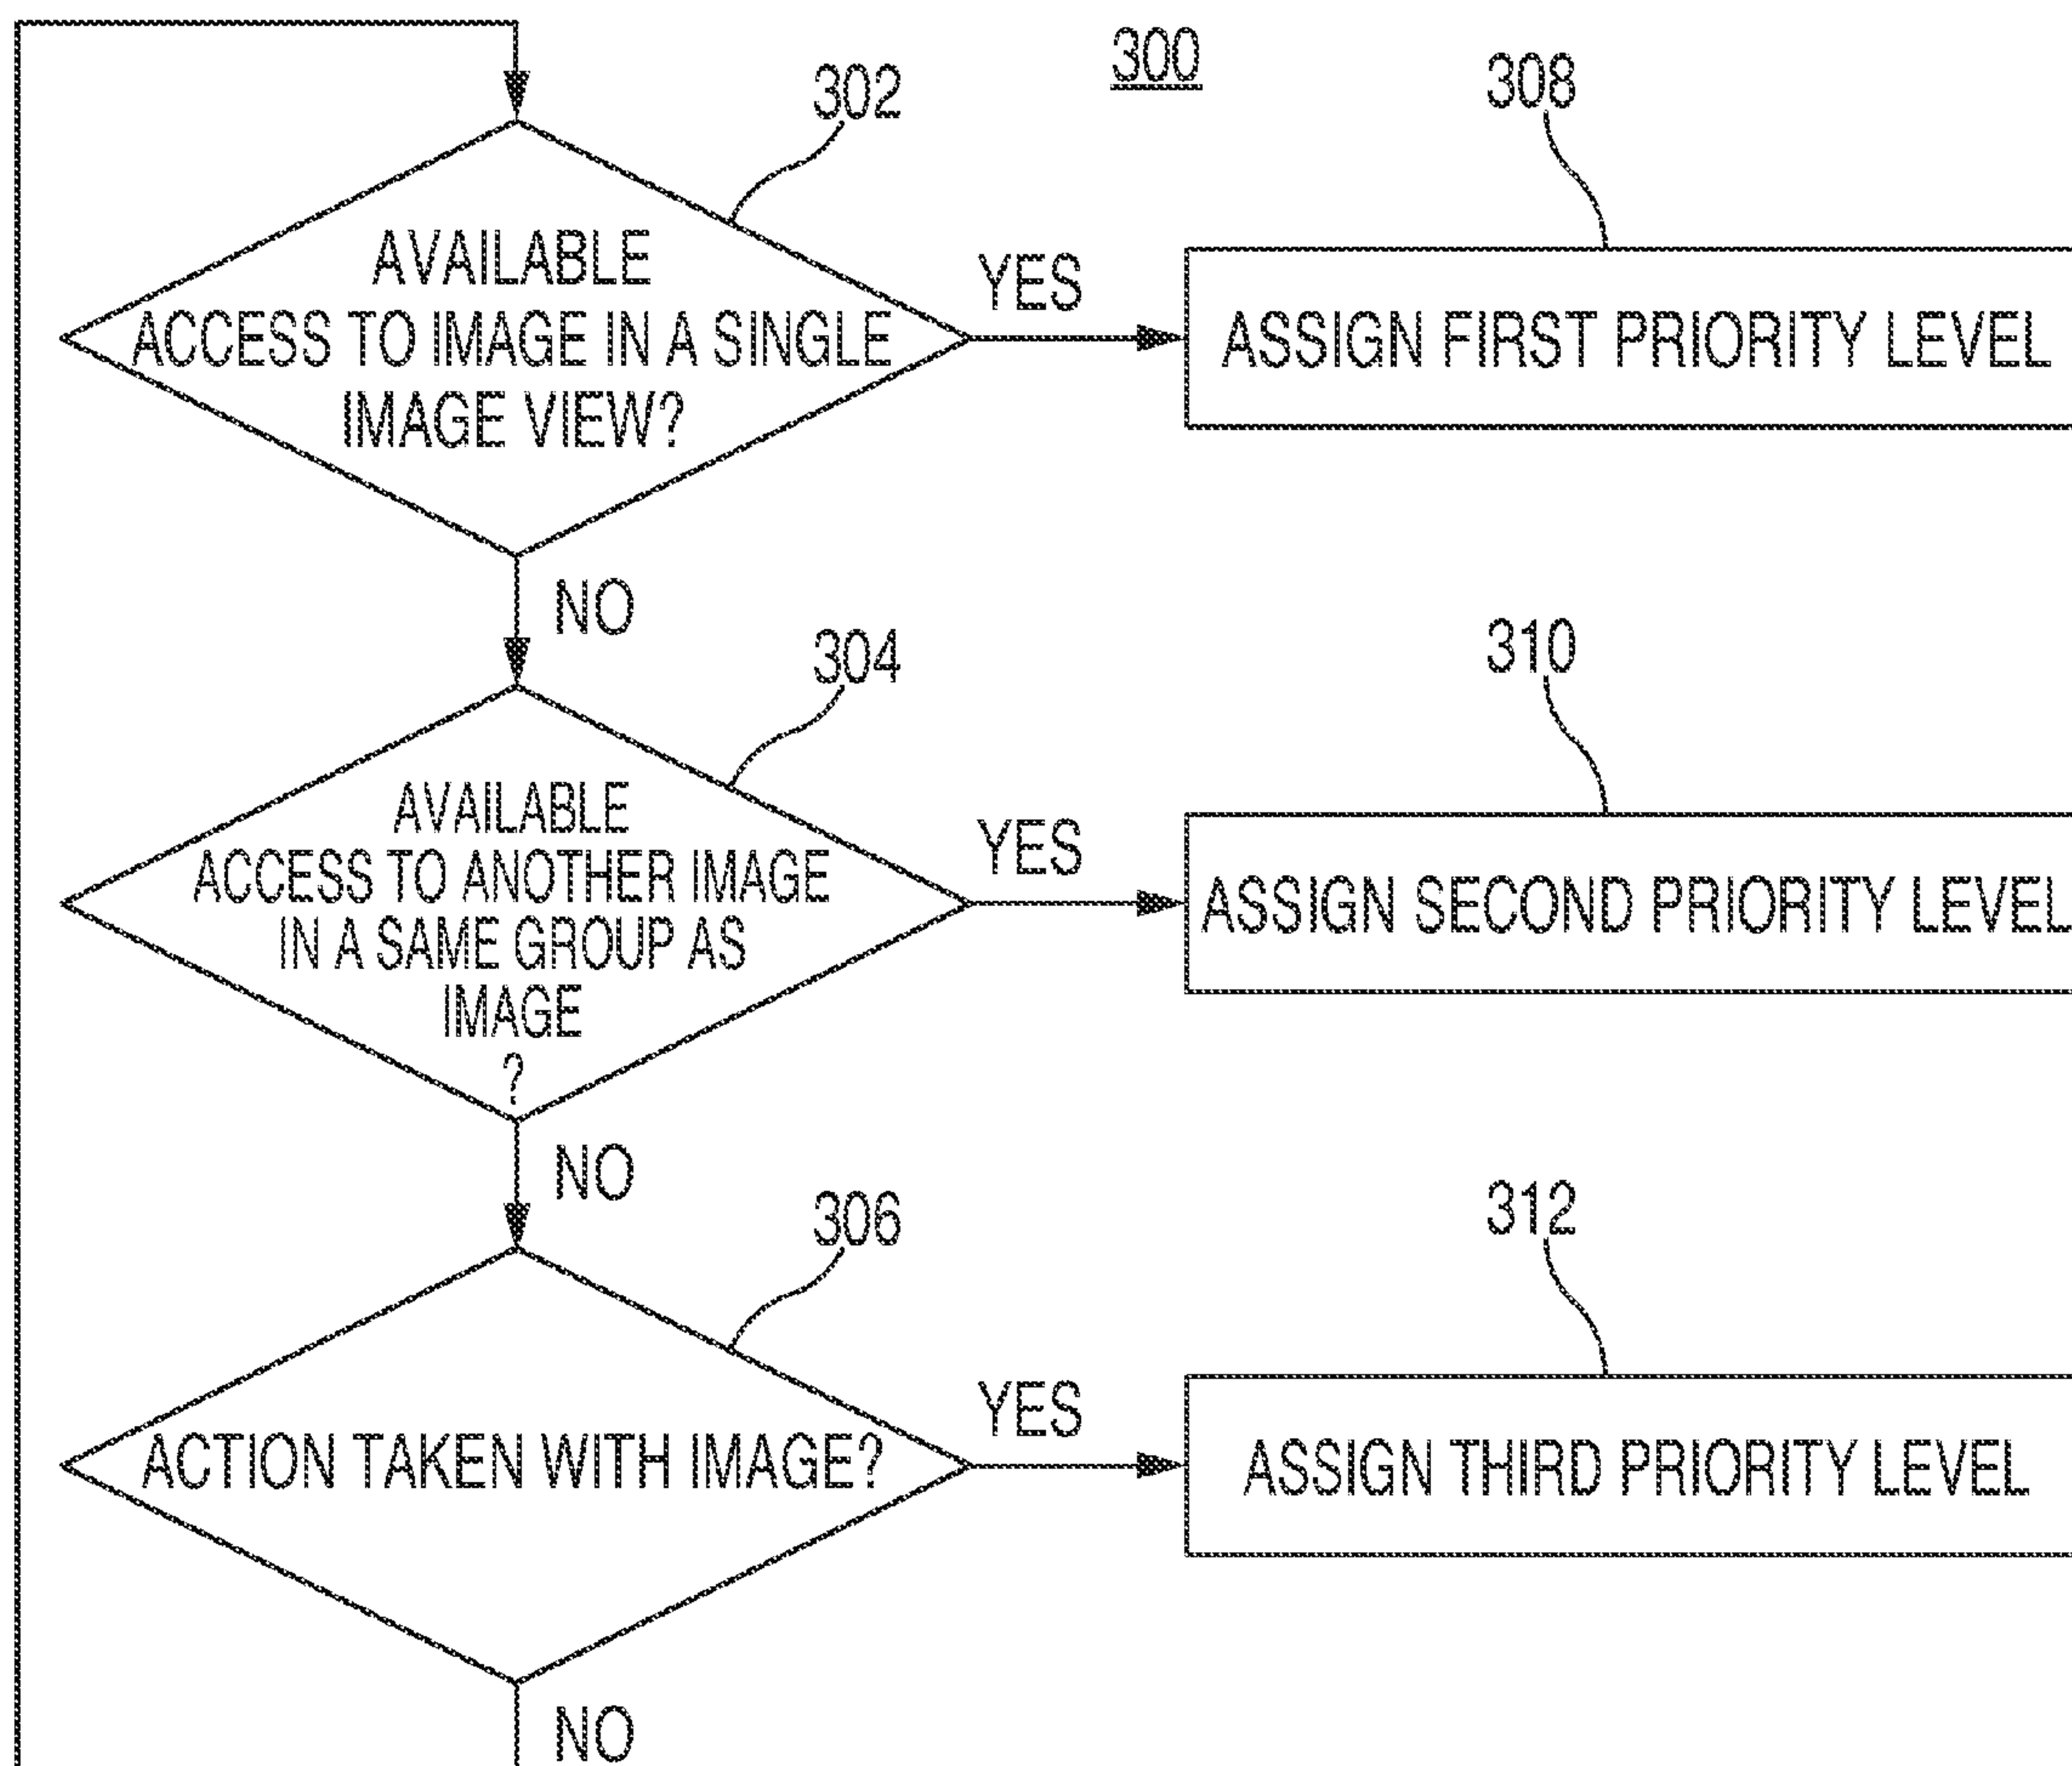 300
302
308
AVAILABLE
ACCESS TO IMAGE IN A SINGLE
IMAGE VIEW?
YES
ASSIGN FIRST PRIORITY LEVEL
NO
304
310
AVAILABLE
ACCESS TO ANOTHER IMAGE
IN A SAME GROUP AS
IMAGE
?
YES
ASSIGN SECOND PRIORITY LEVEL
NO
306
312
ACTION TAKEN WITH IMAGE?
YES
ASSIGN THIRD PRIORITY LEVEL
NO